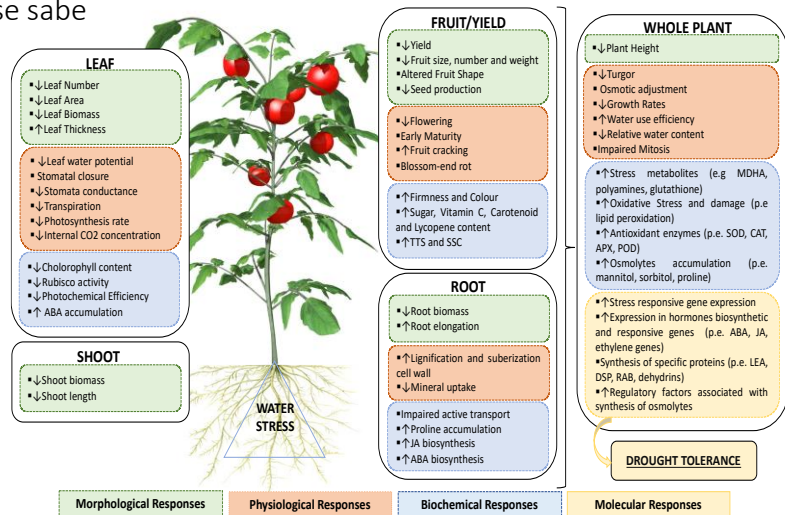 se sabe
LEAF
▪↓Leaf Number
▪↓Leaf Area
▪↓Leaf Biomass
▪↑Leaf Thickness
▪↓Leaf water potential
▪Stomatal closure
▪↓Stomata conductance
▪↓Transpiration
▪↓Photosynthesis rate
▪↓Internal CO2 concentration
▪↓Cholorophyll content
▪↓Rubisco activity
▪↓Photochemical Efficiency
▪↑ ABA accumulation
SHOOT
▪↓Shoot biomass
▪↓Shoot length
WATER
STRESS
FRUIT/YIELD
▪↓Yield
▪↓Fruit size, number and weight
▪Altered Fruit Shape
▪↓Seed production
▪↓Flowering
▪Early Maturity
▪↑Fruit cracking
▪Blossom-end rot
▪↑Firmness and Colour
▪↑Sugar, Vitamin C, Carotenoid
and Lycopene content
▪↑TTS and SSC
ROOT
▪↓Root biomass
▪↑Root elongation
▪↑Lignification and suberization
cell wall
▪↓Mineral uptake
▪Impaired active transport
▪↑Proline accumulation
▪↑JA biosynthesis
▪↑ABA biosynthesis
WHOLE PLANT
▪↓Plant Height
▪↓Turgor
▪Osmotic adjustment
▪↓Growth Rates
▪↑Water use efficiency
▪↓Relative water content
▪Impaired Mitosis
▪↑Stress metabolites (e.g MDHA,
polyamines, glutathione)
▪↑Oxidative Stress and damage (p.e
lipid peroxidation)
▪↑Antioxidant enzymes (p.e. SOD, CAT,
APX, POD)
▪↑Osmolytes accumulation (p.e.
mannitol, sorbitol, proline)
▪↑Stress responsive gene expression
▪↑Expression in hormones biosynthetic
and responsive genes (p.e. ABA, JA,
ethylene genes)
▪Synthesis of specific proteins (p.e. LEA,
DSP, RAB, dehydrins)
▪↑Regulatory factors associated with
synthesis of osmolytes
DROUGHT TOLERANCE
Morphological Responses
Physiological Responses
Biochemical Responses
Molecular Responses